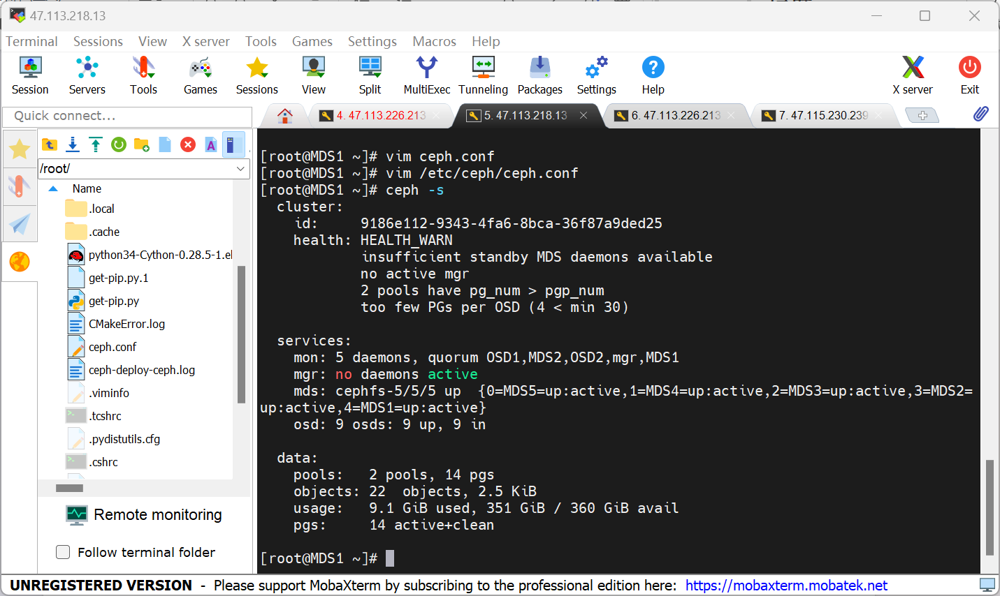 47.113.218.13
Terminal Sessions View X server Tools Games Settings Macros Help
Session Servers Tools Games Sessions View Split MultiExec Tunneling Packages Settings Help X server Exit
Quick connect...
4. 47.113.226.213 5. 47.113.218.13 6. 47.113.226.213 7. 47.115.230.239
/root/
Name
.local
.cache
python34-Cython-0.28.5-1.el
get-pip.py.1
get-pip.py
CMakeError.log
ceph.conf
ceph-deploy-ceph.log
.viminfo
.tcshrc
.pydistutils.cfg
.cshrc
Remote monitoring
Follow terminal folder
[root@MDS1 ~]# vim ceph.conf
[root@MDS1 ~]# vim /etc/ceph/ceph.conf
[root@MDS1 ~]# ceph -s
cluster:
id: 9186e112-9343-4fa6-8bca-36f87a9ded25
health: HEALTH_WARN
insufficient standby MDS daemons available
no active mgr
2 pools have pg_num > pgp_num
too few PGs per OSD (4 < min 30)
services:
mon: 5 daemons, quorum OSD1,MDS2,OSD2,mgr,MDS1
mgr: no daemons active
mds: cephfs-5/5/5 up {0=MDS5=up:active,1=MDS4=up:active,2=MDS3=up:active,3=MDS2=
up:active,4=MDS1=up:active}
osd: 9 osds: 9 up, 9 in
data:
pools: 2 pools, 14 pgs
objects: 22 objects, 2.5 KiB
usage: 9.1 GiB used, 351 GiB / 360 GiB avail
pgs: 14 active+clean
[root@MDS1 ~]#
UNREGISTERED VERSION - Please support MobaXterm by subscribing to the professional edition here: https://mobaxterm.mobatek.net